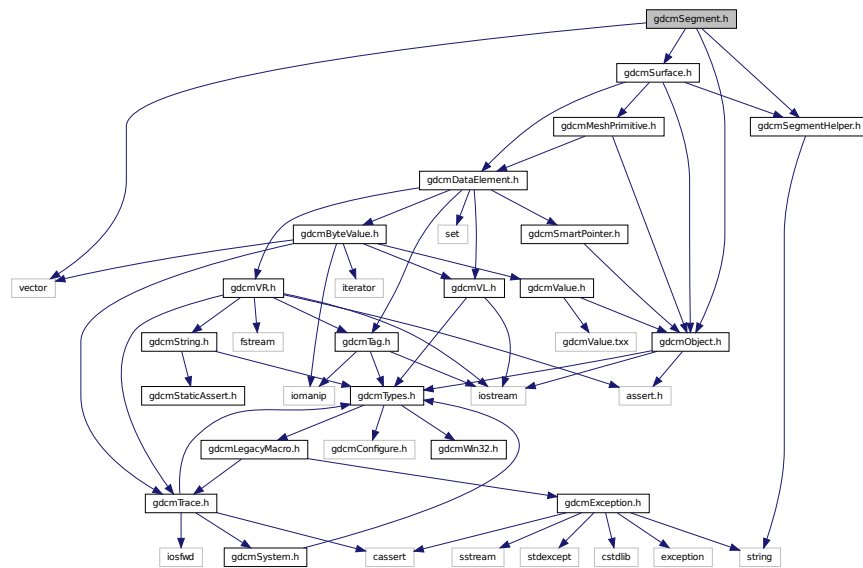 gdcmSegment.h
gdcmSurface.h
gdcmMeshPrimitive.h
gdcmSegmentHelper.h
gdcmDataElement.h
gdcmByteValue.h
set
gdcmSmartPointer.h
vector
gdcmVR.h
iterator
gdcmVL.h
gdcmValue.h
gdcmString.h
fstream
gdcmTag.h
gdcmValue.txx
gdcmObject.h
gdcmStaticAssert.h
iomanip
gdcmTypes.h
iostream
assert.h
gdcmLegacyMacro.h
gdcmConfigure.h
gdcmWin32.h
gdcmTrace.h
gdcmException.h
iosfwd
gdcmSystem.h
cassert
sstream
stdexcept
cstdlib
exception
string